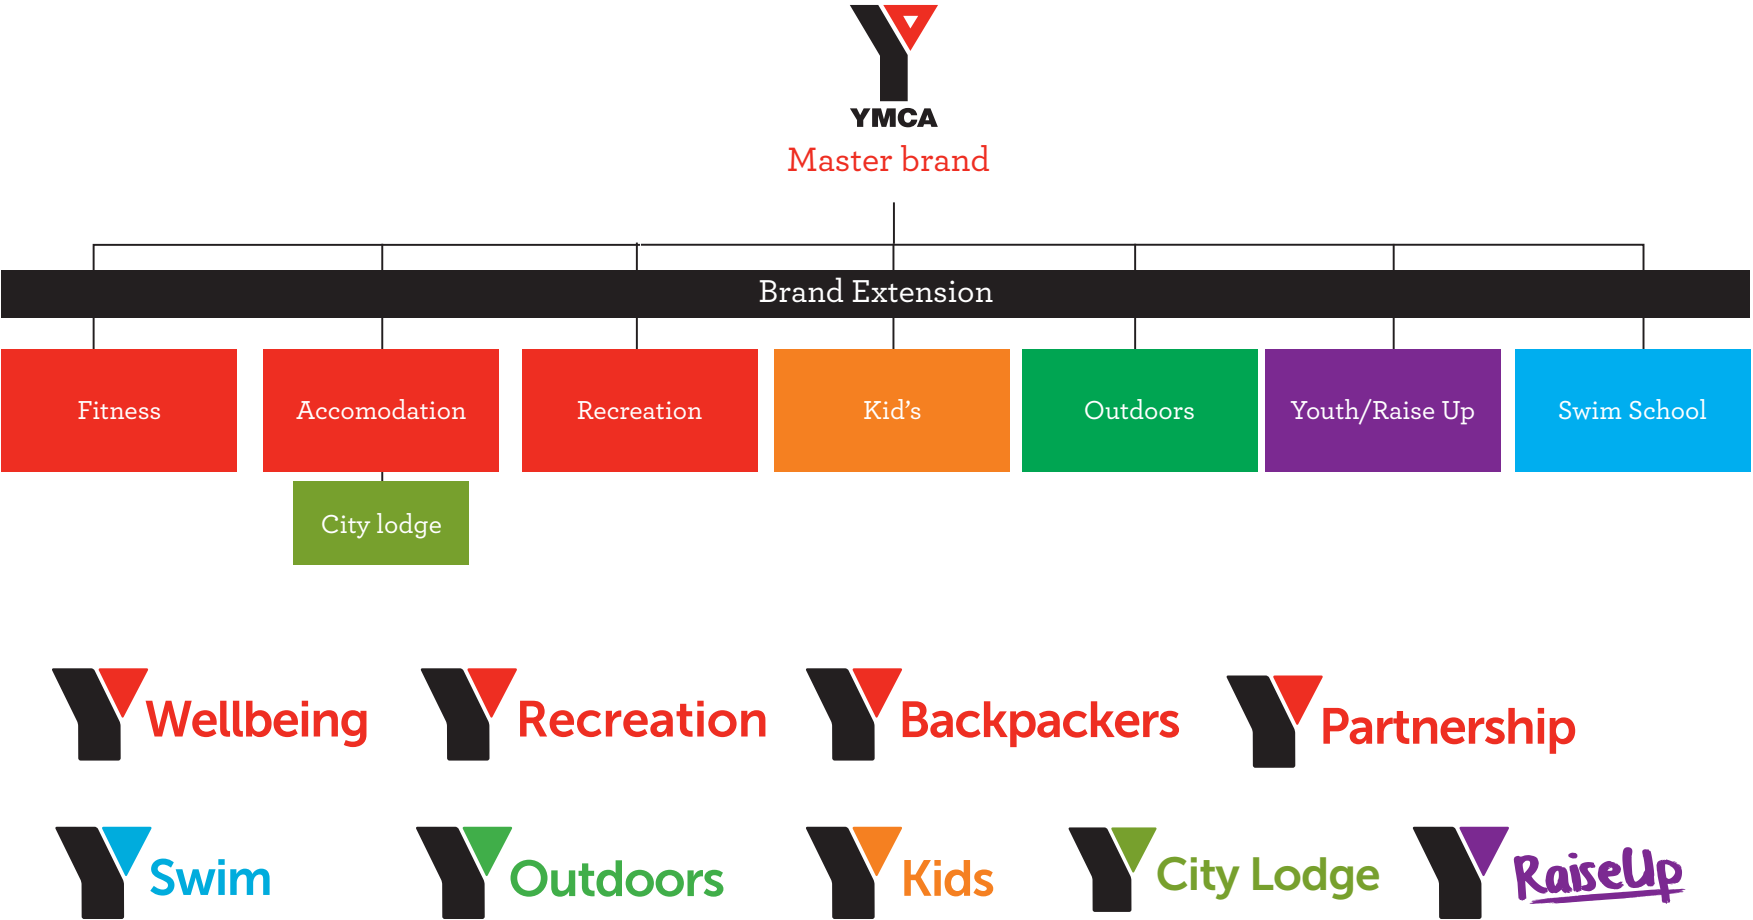 YMCA
Master brand
Brand Extension
Fitness
Accomodation
Recreation
Kid's
Outdoors
Youth/Raise Up
Swim School
City lodge
Wellbeing
Recreation
Backpackers
Partnership
Swim
Outdoors
Kids
City Lodge
RaiseUp